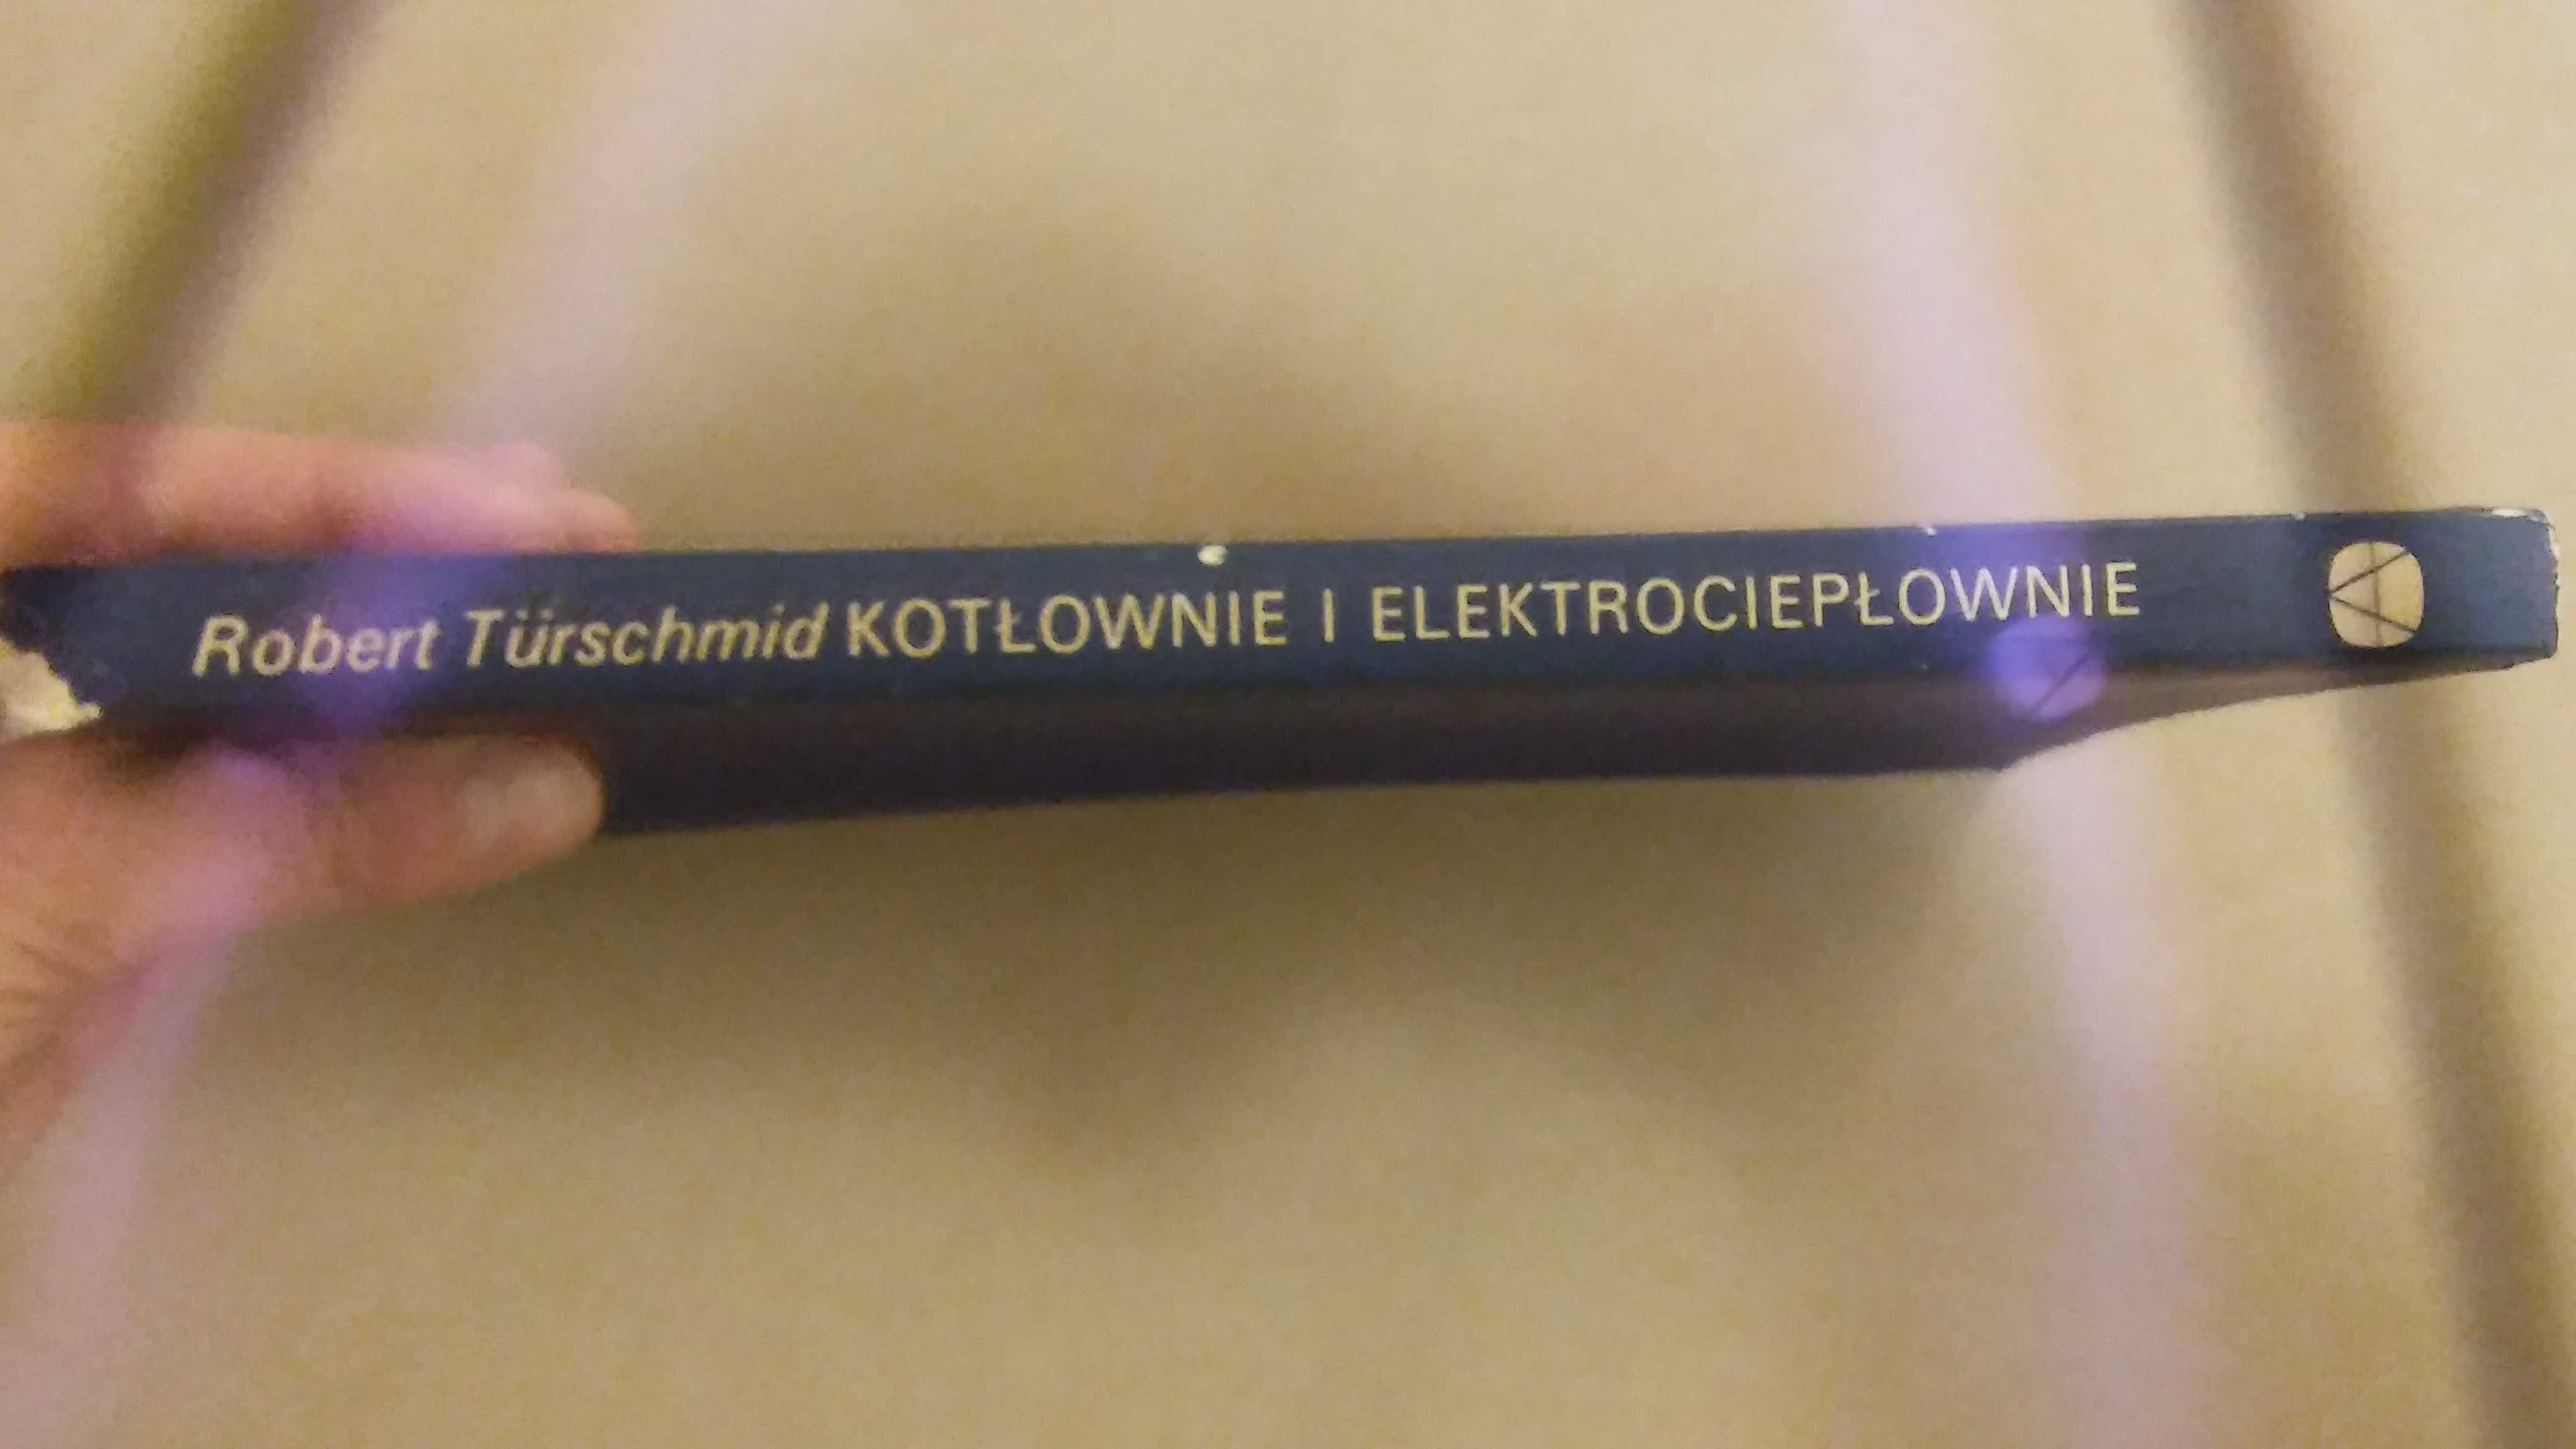 Robert Türschmid KOTŁOWNIE I ELEKTROCIEPŁOWNIE